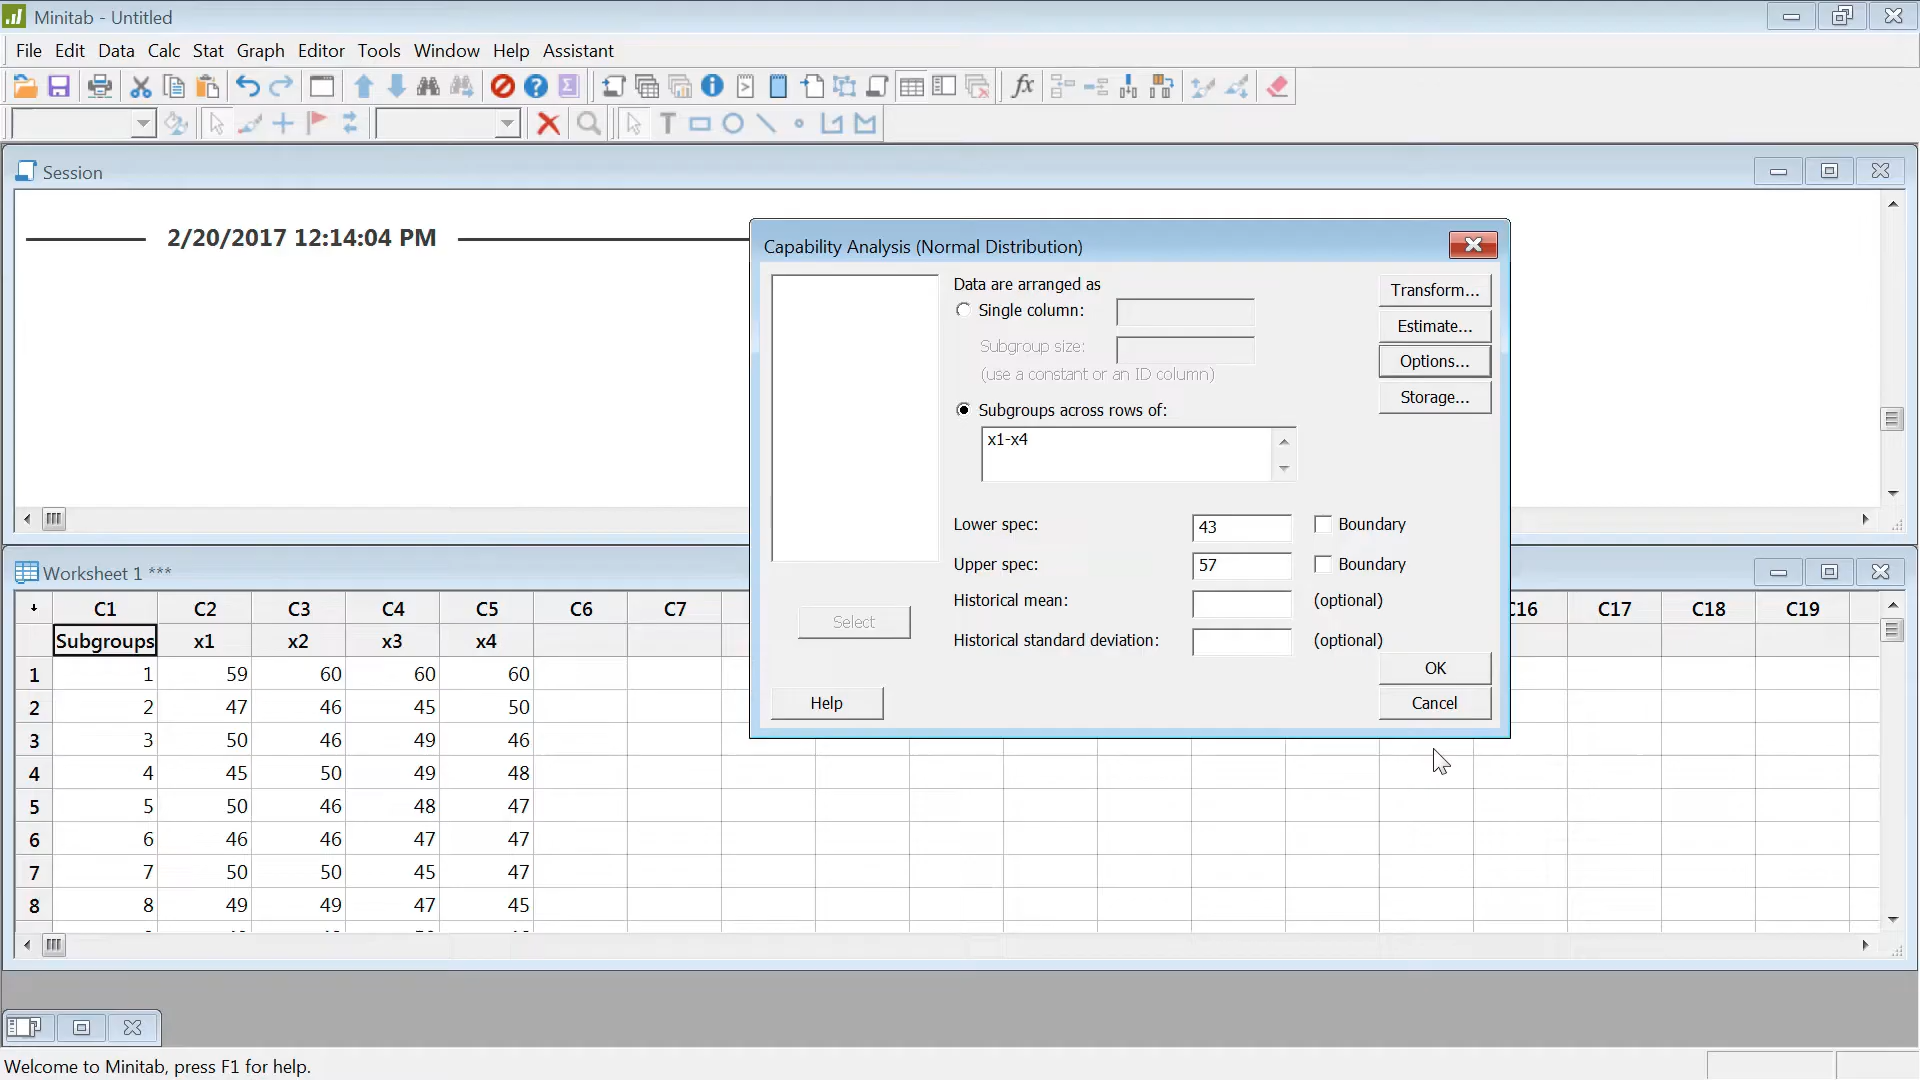 Minitab - Untitled
File Edit Data Calc Stat Graph Editor Tools Window Help Assistant
Session
2/20/2017 12:14:04 PM
Capability Analysis (Normal Distribution)
Data are arranged as
Single column:
Subgroup size:
(use a constant or an ID column)
Subgroups across rows of:
x1-x4
Lower spec: 43 Boundary
Upper spec: 57 Boundary
Historical mean: (optional)
Historical standard deviation: (optional)
Transform...
Estimate...
Options...
Storage...
Select
Help
OK
Cancel
Worksheet 1 ***
C1 C2 C3 C4 C5 C6 C7 C16 C17 C18 C19
Subgroups x1 x2 x3 x4
1 1 59 60 60 60
2 2 47 46 45 50
3 3 50 46 49 46
4 4 45 50 49 48
5 5 50 46 48 47
6 6 46 46 47 47
7 7 50 50 45 47
8 8 49 49 47 45
Welcome to Minitab, press F1 for help.